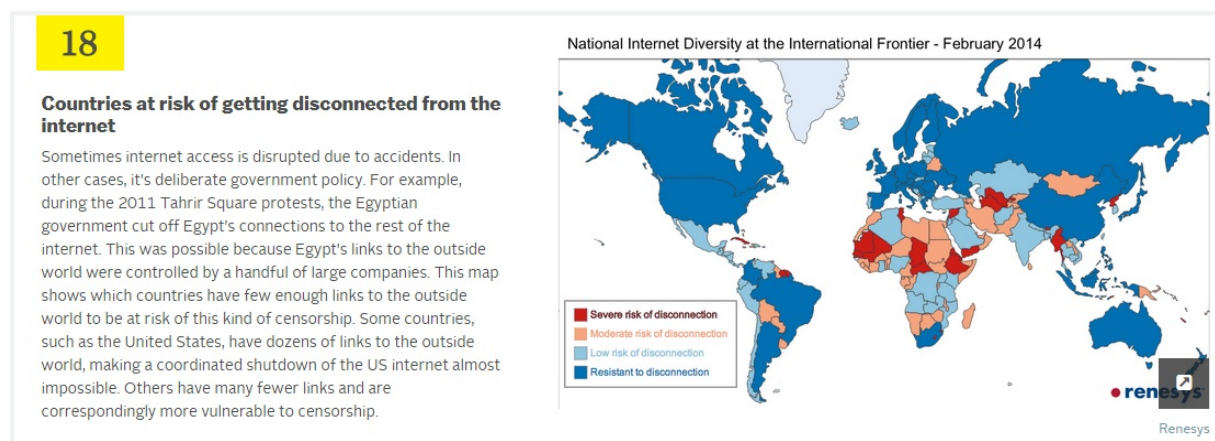 18
Countries at risk of getting disconnected from the
internet
Sometimes internet access is disrupted due to accidents. In
other cases, it's deliberate government policy. For example,
during the 2011 Tahrir Square protests, the Egyptian
government cut off Egypt's connections to the rest of the
internet. This was possible because Egypt's links to the outside
world were controlled by a handful of large companies. This map
shows which countries have few enough links to the outside
world to be at risk of this kind of censorship. Some countries,
such as the United States, have dozens of links to the outside
world, making a coordinated shutdown of the US internet almost
impossible. Others have many fewer links and are
correspondingly more vulnerable to censorship.
National Internet Diversity at the International Frontier - February 2014
Severe risk of disconnection
Moderate risk of disconnection
Low risk of disconnection
Resistant to disconnection
renesys
Renesys